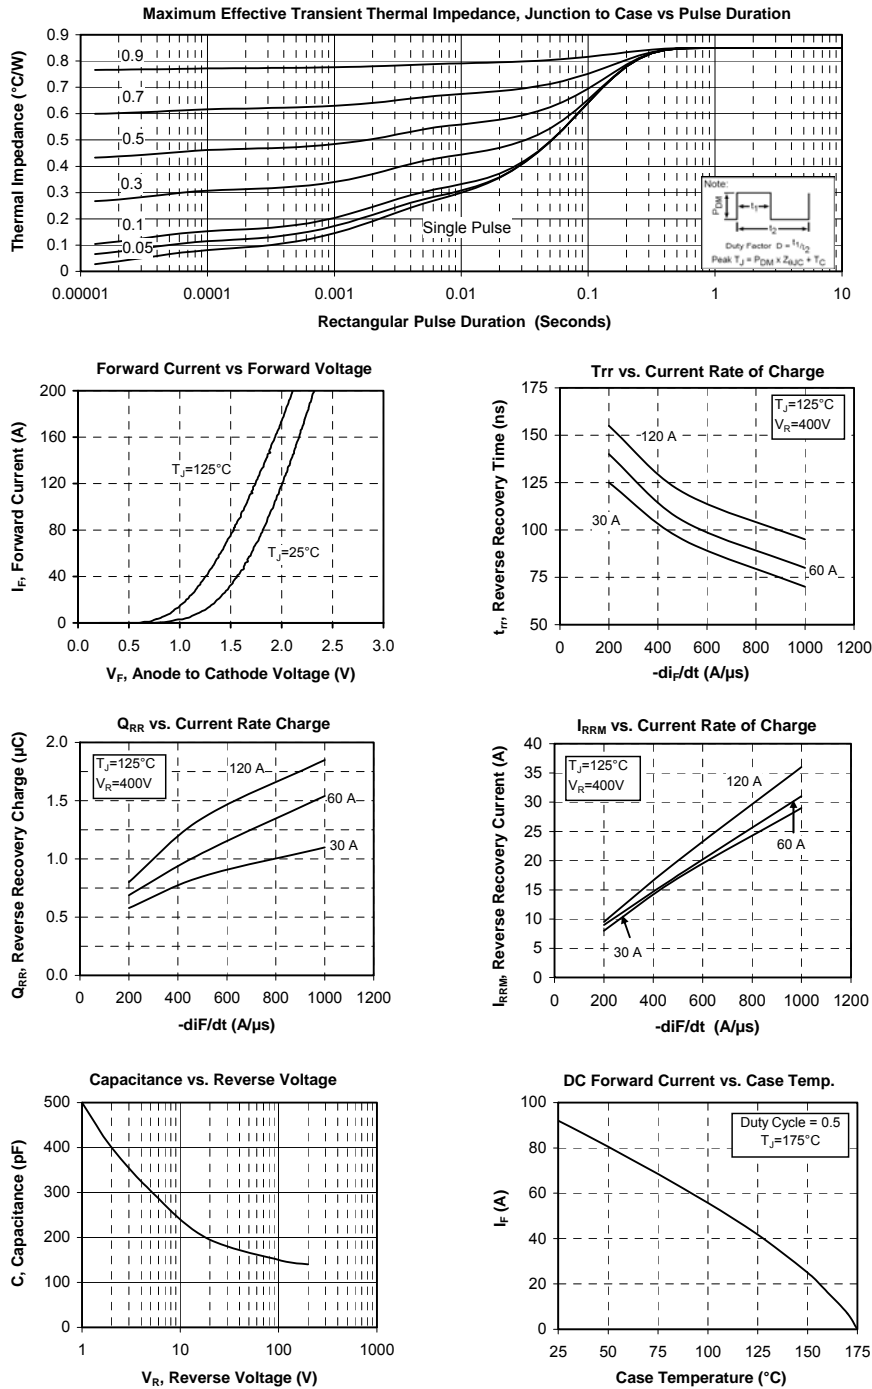 Maximum Effective Transient Thermal Impedance, Junction to Case vs Pulse Duration
Thermal Impedance (°C/W)
0.9
0.8
0.7
0.6
0.5
0.4
0.3
0.2
0.1
0
0.9
0.7
0.5
0.3
0.1
0.05
Single Pulse
Note:
PDM
t1
t2
Duty Factor D = t1/t2
Peak TJ = PDM x ZθJC + TC
0.00001 0.0001 0.001 0.01 0.1 1 10
Rectangular Pulse Duration (Seconds)
Forward Current vs Forward Voltage
IF, Forward Current (A)
200
160
120
80
40
0
TJ=125°C
TJ=25°C
0.0 0.5 1.0 1.5 2.0 2.5 3.0
VF, Anode to Cathode Voltage (V)
Trr vs. Current Rate of Charge
trr, Reverse Recovery Time (ns)
175
150
125
100
75
50
TJ=125°C
VR=400V
120 A
30 A
60 A
0 200 400 600 800 1000 1200
-diF/dt (A/µs)
QRR vs. Current Rate Charge
QRR, Reverse Recovery Charge (µC)
2.0
1.5
1.0
0.5
0.0
TJ=125°C
VR=400V
120 A
60 A
30 A
0 200 400 600 800 1000 1200
-diF/dt (A/µs)
IRRM vs. Current Rate of Charge
IRRM, Reverse Recovery Current (A)
40
35
30
25
20
15
10
5
0
TJ=125°C
VR=400V
120 A
60 A
30 A
0 200 400 600 800 1000 1200
-diF/dt (A/µs)
Capacitance vs. Reverse Voltage
C, Capacitance (pF)
500
400
300
200
100
0
1 10 100 1000
VR, Reverse Voltage (V)
DC Forward Current vs. Case Temp.
IF (A)
100
80
60
40
20
0
Duty Cycle = 0.5
TJ=175°C
25 50 75 100 125 150 175
Case Temperature (°C)